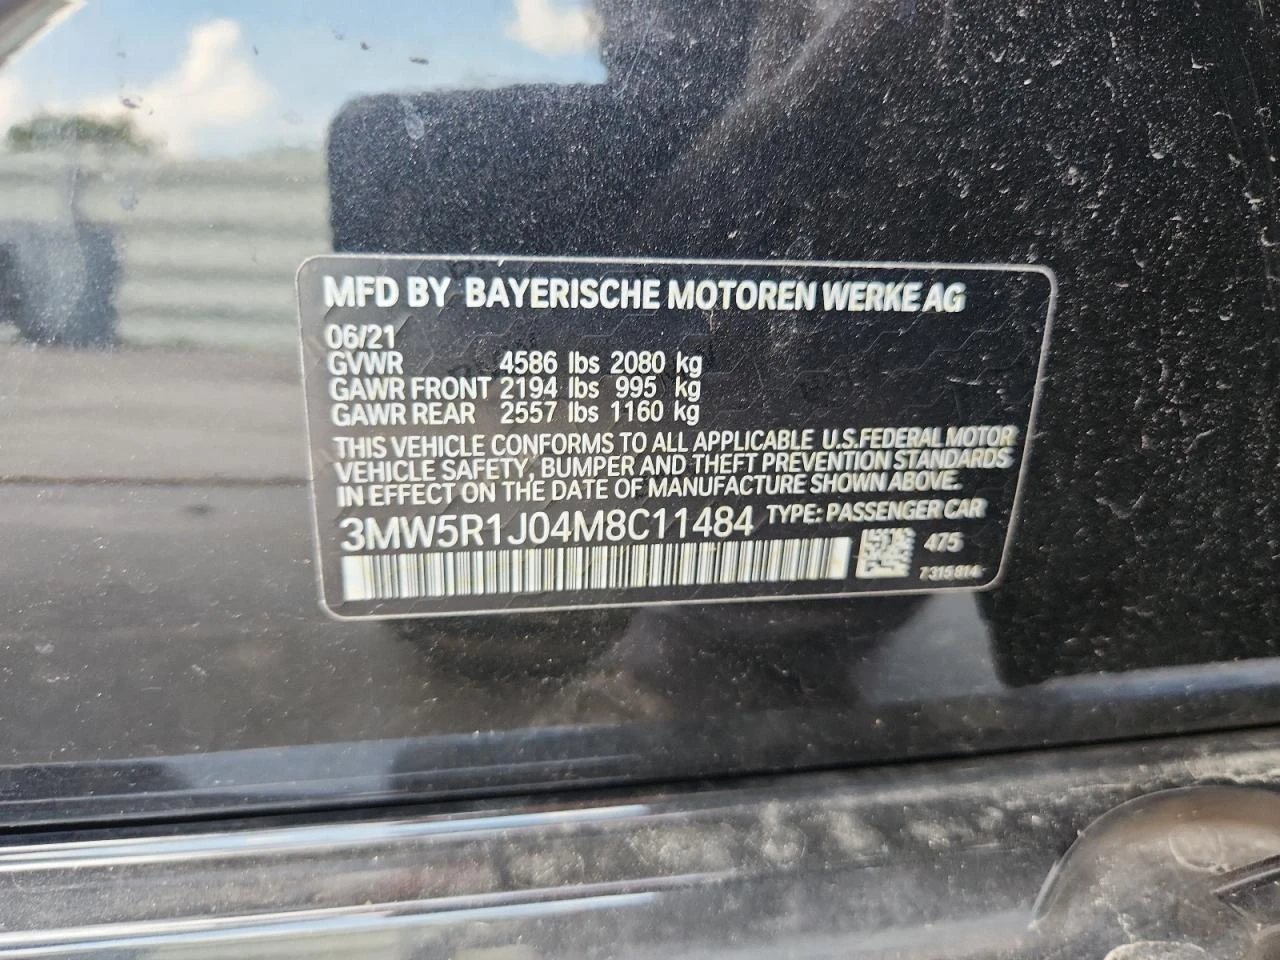 MFD BY BAYERISCHE MOTOREN WERKE AG
06/21
GVWR 4586 lbs 2080 kg
GAWR FRONT 2194 lbs 995 kg
GAWR REAR 2557 lbs 1160 kg
THIS VEHICLE CONFORMS TO ALL APPLICABLE U.S.FEDERAL MOTOR
VEHICLE SAFETY, BUMPER AND THEFT PREVENTION STANDARDS
IN EFFECT ON THE DATE OF MANUFACTURE SHOWN ABOVE.
3MW5R1J04M8C11484 TYPE: PASSENGER CAR
475
7315814